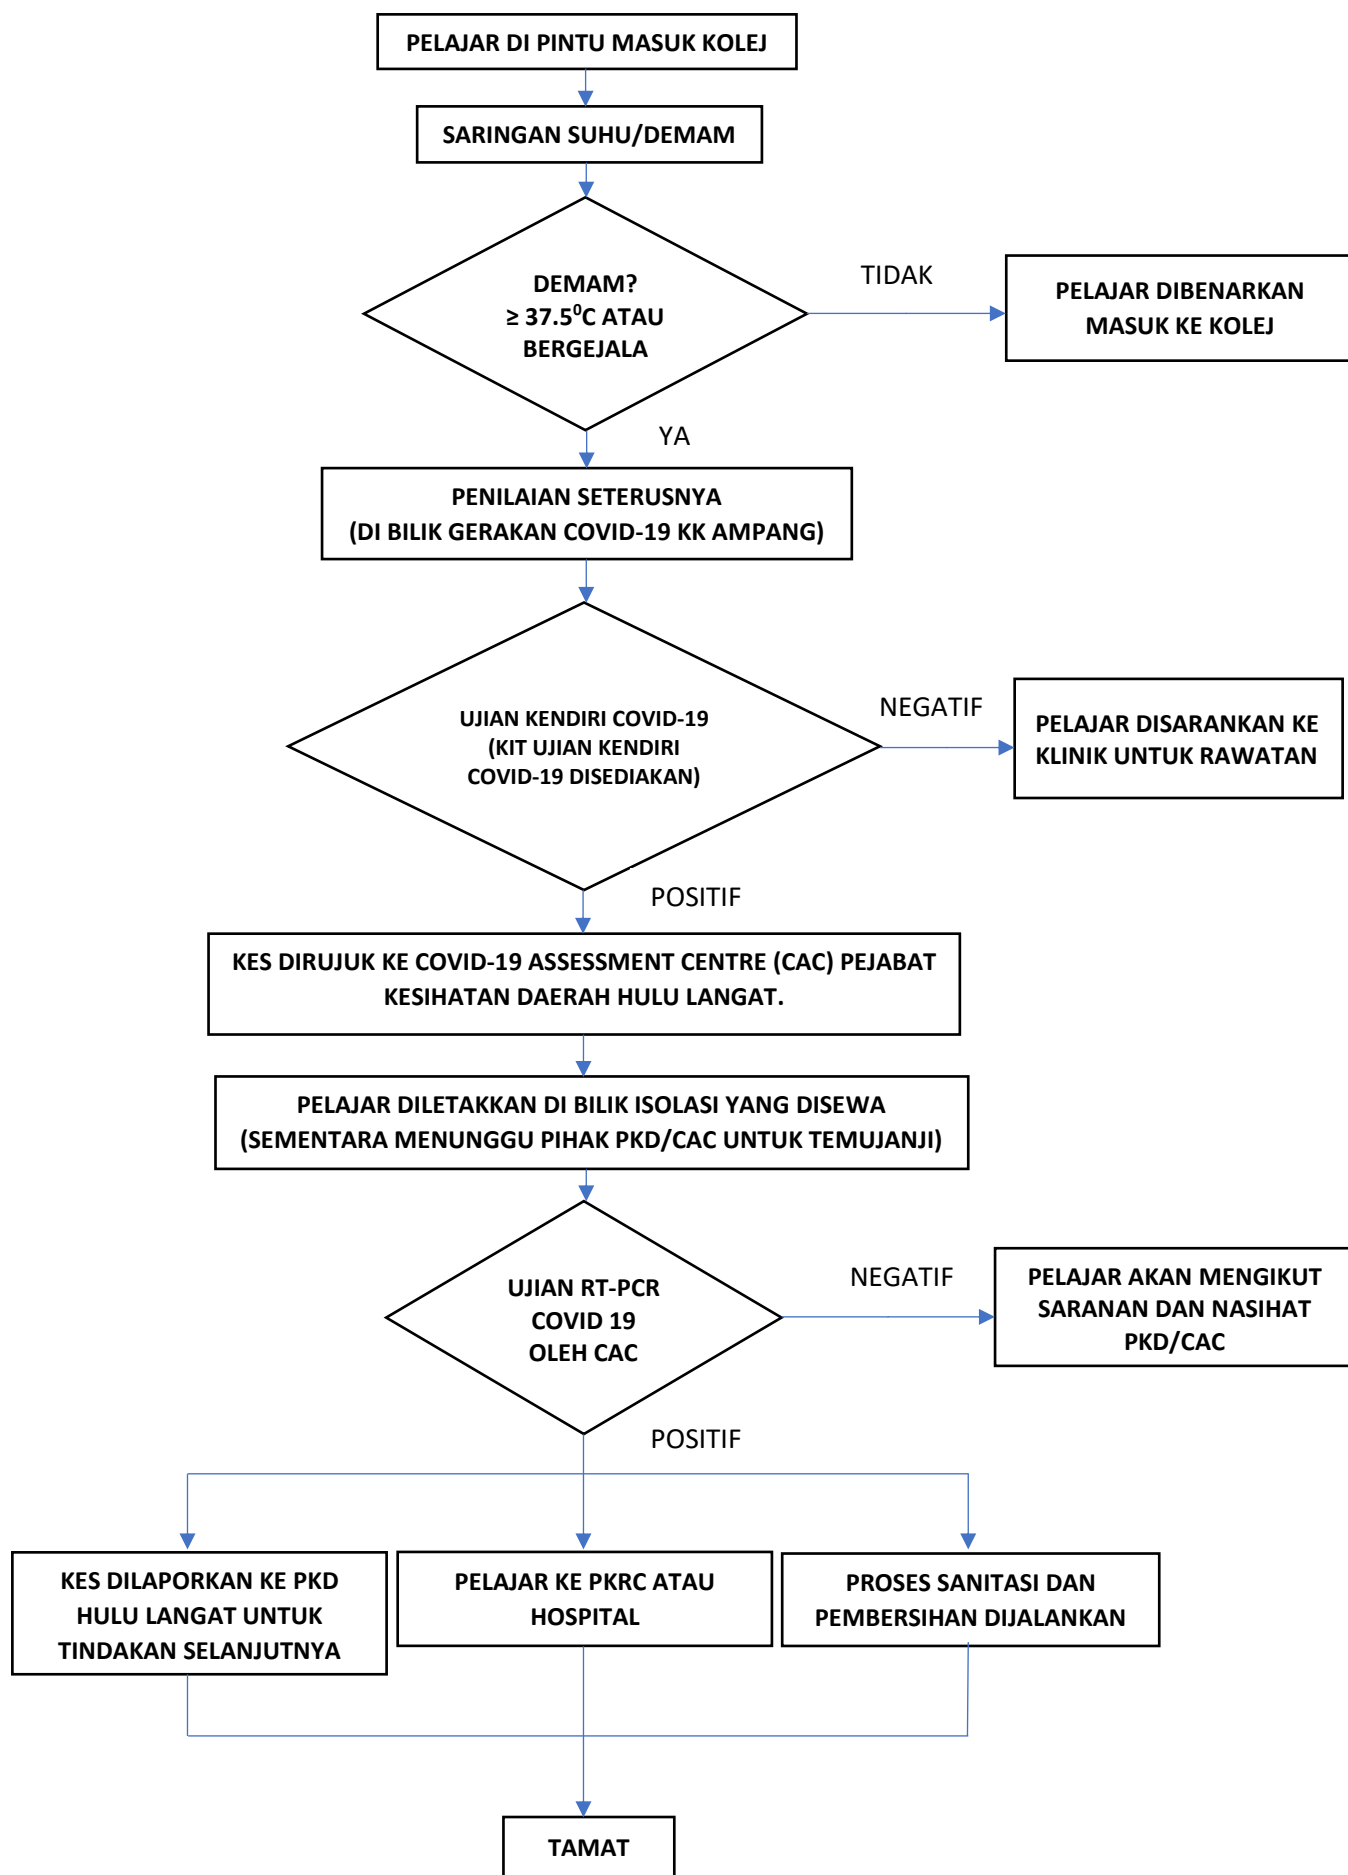 PELAJAR DI PINTU MASUK KOLEJ
SARINGAN SUHU/DEMAM
DEMAM?
≥ 37.5⁰C ATAU
BERGEJALA
TIDAK
PELAJAR DIBENARKAN
MASUK KE KOLEJ
YA
PENILAIAN SETERUSNYA
(DI BILIK GERAKAN COVID-19 KK AMPANG)
UJIAN KENDIRI COVID-19
(KIT UJIAN KENDIRI
COVID-19 DISEDIAKAN)
NEGATIF
PELAJAR DISARANKAN KE
KLINIK UNTUK RAWATAN
POSITIF
KES DIRUJUK KE COVID-19 ASSESSMENT CENTRE (CAC) PEJABAT
KESIHATAN DAERAH HULU LANGAT.
PELAJAR DILETAKKAN DI BILIK ISOLASI YANG DISEWA
(SEMENTARA MENUNGGU PIHAK PKD/CAC UNTUK TEMUJANJI)
UJIAN RT-PCR
COVID 19
OLEH CAC
NEGATIF
PELAJAR AKAN MENGIKUT
SARANAN DAN NASIHAT
PKD/CAC
POSITIF
KES DILAPORKAN KE PKD
HULU LANGAT UNTUK
TINDAKAN SELANJUTNYA
PELAJAR KE PKRC ATAU
HOSPITAL
PROSES SANITASI DAN
PEMBERSIHAN DIJALANKAN
TAMAT